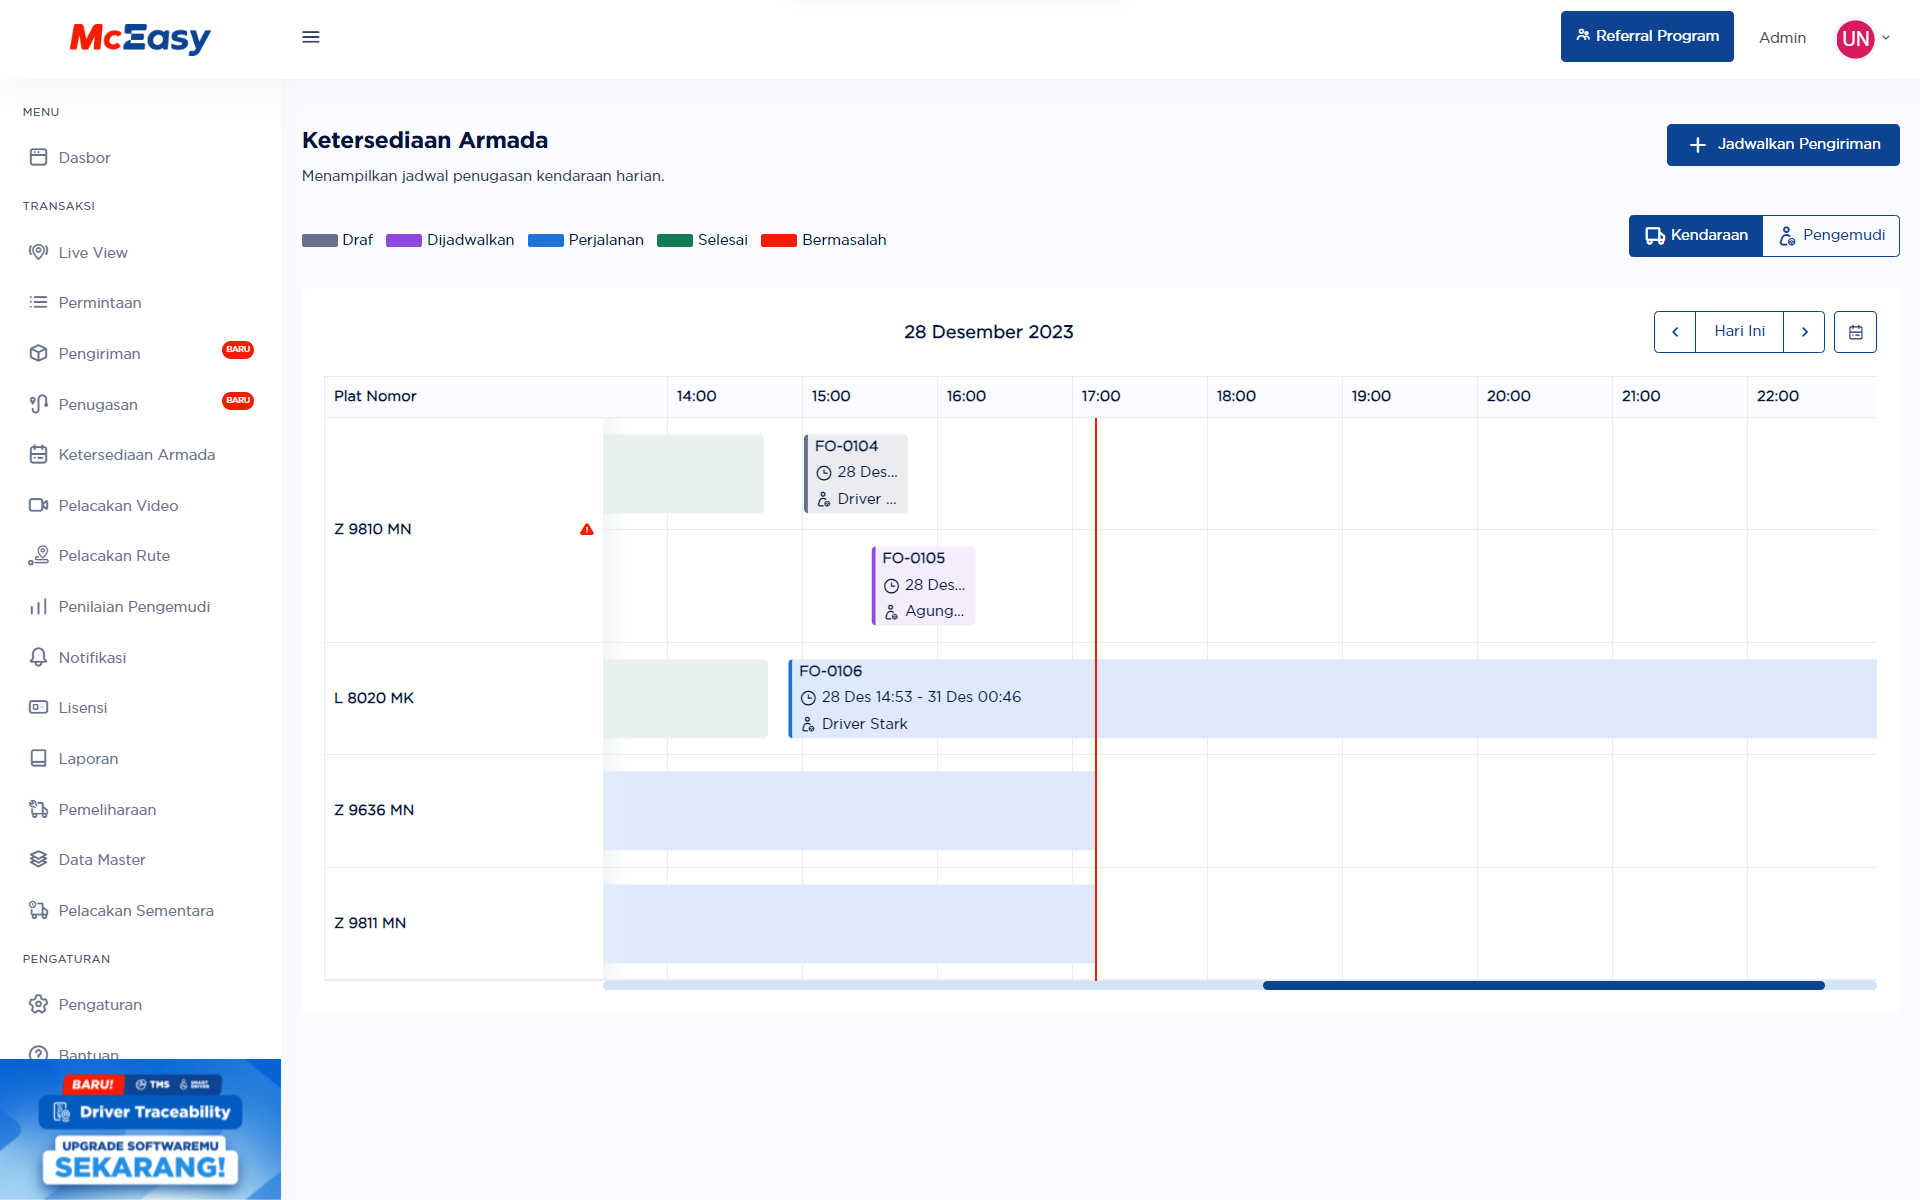 McEasy
Referral Program
Admin
UN
MENU
Dasbor
TRANSAKSI
Live View
Permintaan
Pengiriman
BARU
Penugasan
BARU
Ketersediaan Armada
Pelacakan Video
Pelacakan Rute
Penilaian Pengemudi
Notifikasi
Lisensi
Laporan
Pemeliharaan
Data Master
Pelacakan Sementara
PENGATURAN
Pengaturan
Bantuan
BARU! TMS SMART DRIVER
Driver Traceability
UPGRADE SOFTWAREMU
SEKARANG!
Ketersediaan Armada
Menampilkan jadwal penugasan kendaraan harian.
Jadwalkan Pengiriman
Draf Dijadwalkan Perjalanan Selesai Bermasalah
Kendaraan Pengemudi
28 Desember 2023
Hari Ini
Plat Nomor 14:00 15:00 16:00 17:00 18:00 19:00 20:00 21:00 22:00
Z 9810 MN
FO-0104
28 Des...
Driver ...
FO-0105
28 Des...
Agung...
L 8020 MK
FO-0106
28 Des 14:53 - 31 Des 00:46
Driver Stark
Z 9636 MN
Z 9811 MN